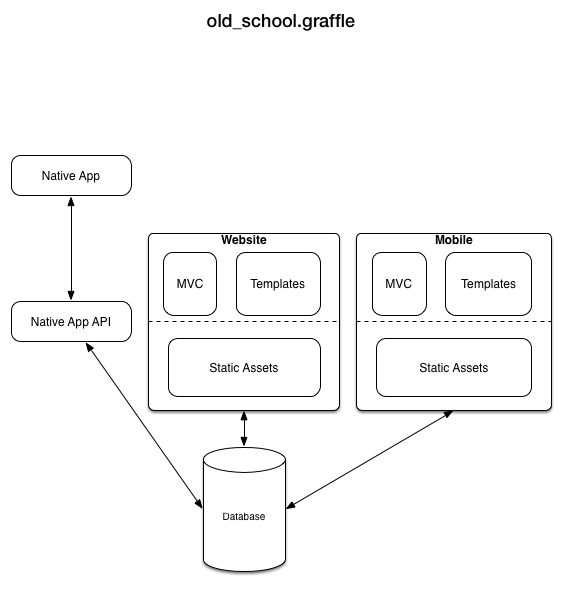 old_school.graffle
Native App
Website
Mobile
MVC
Templates
MVC
Templates
Native App API
Static Assets
Static Assets
Database